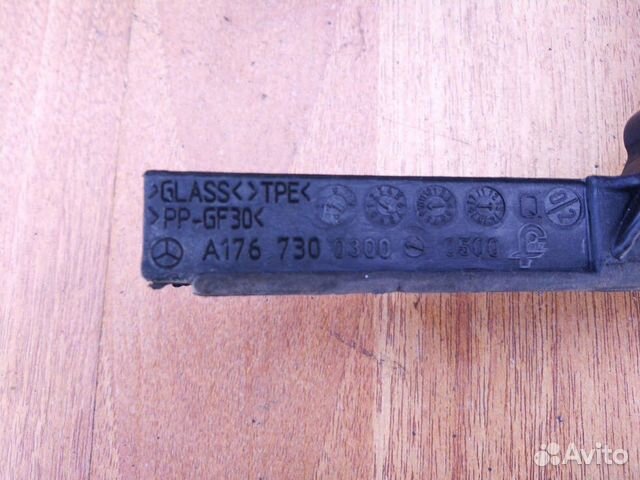 >GLASS<>TPE<
>PP-GF30<
A176 730 0300
Avito